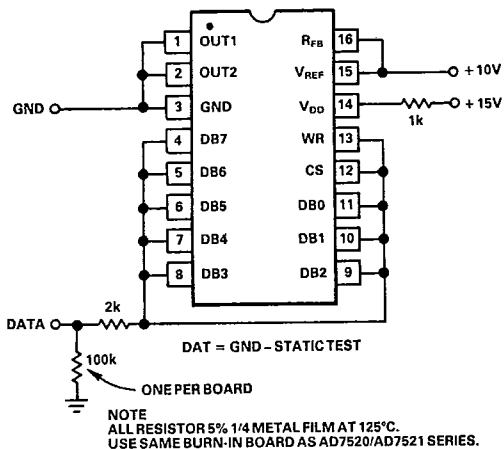 1 OUT1 RFB 16
2 OUT2 VREF 15 +10V
GND 3 GND VDD 14 1k +15V
4 DB7 WR 13
5 DB6 CS 12
6 DB5 DB0 11
7 DB4 DB1 10
8 DB3 DB2 9
DATA 2k
DAT = GND – STATIC TEST
100k
ONE PER BOARD
NOTE
ALL RESISTOR 5% 1/4 METAL FILM AT 125°C.
USE SAME BURN-IN BOARD AS AD7520/AD7521 SERIES.